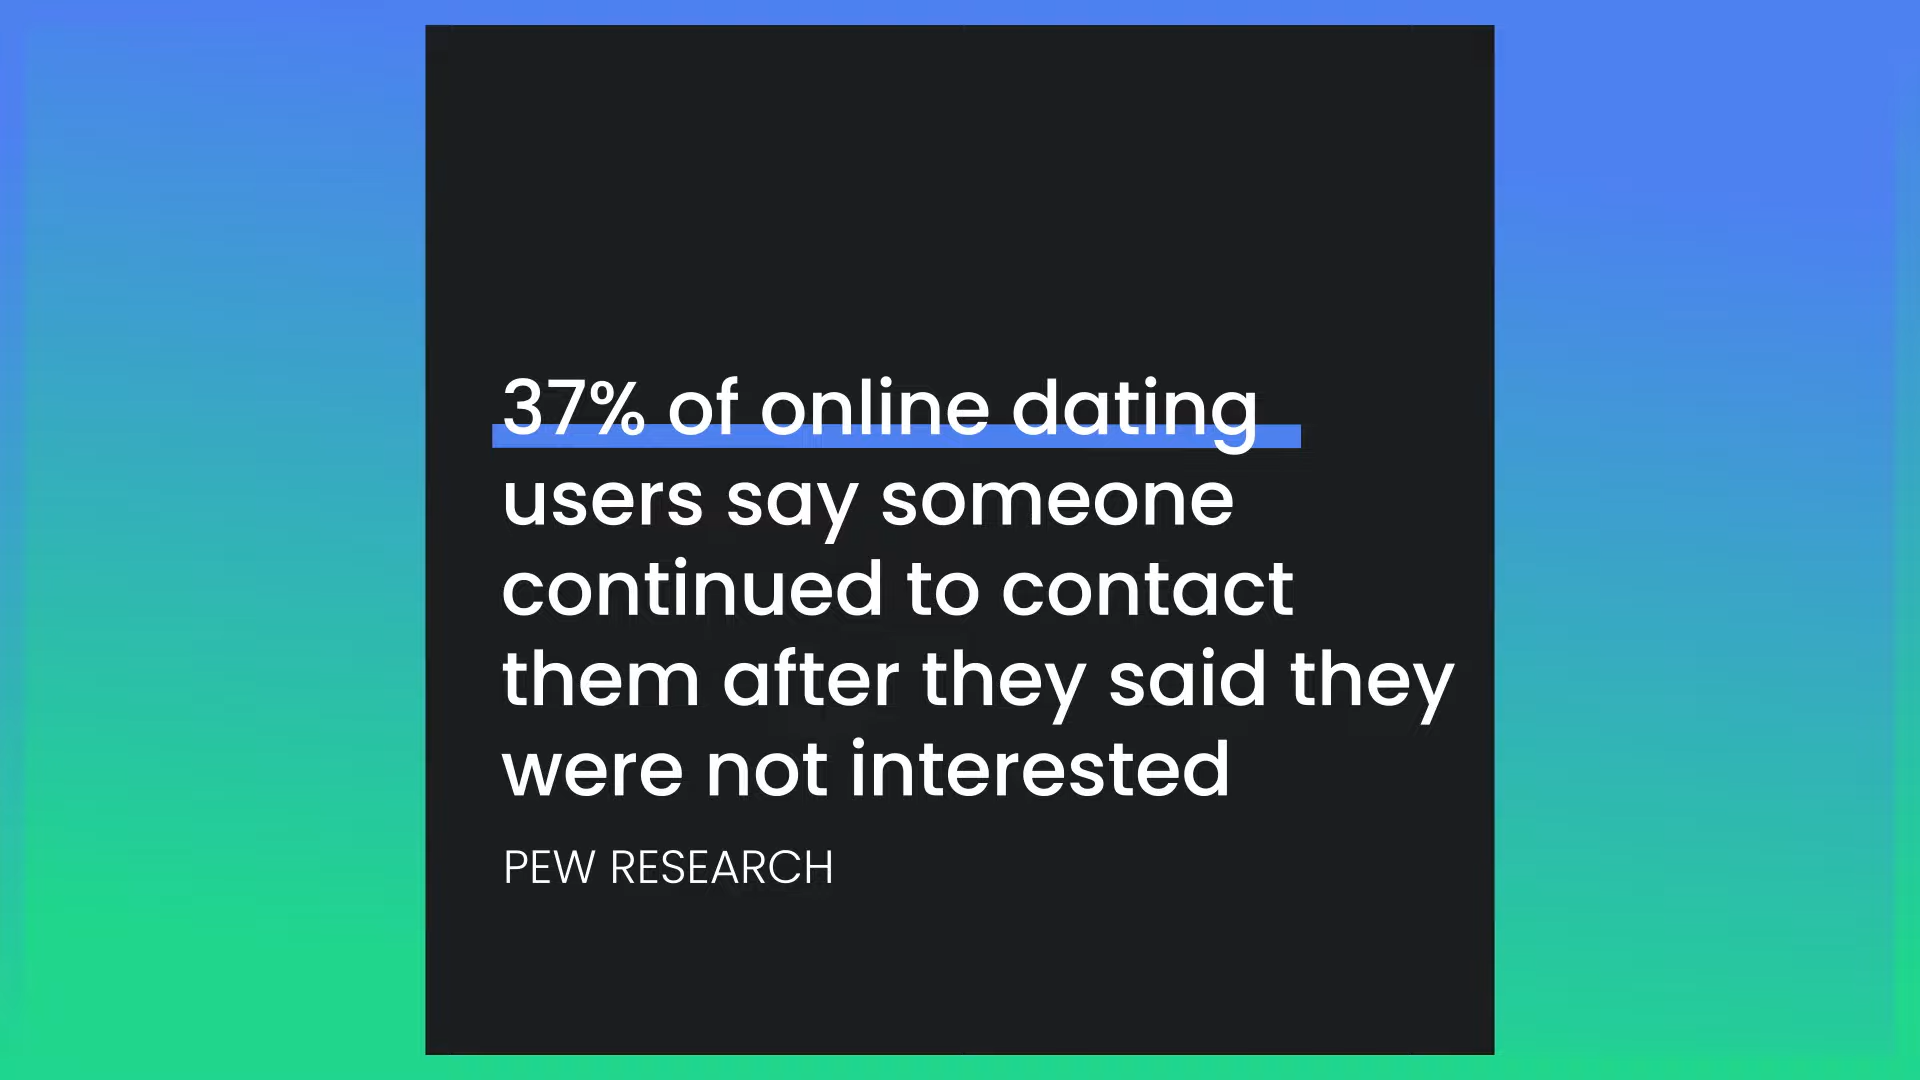 37% of online dating
users say someone
continued to contact
them after they said they
were not interested
PEW RESEARCH